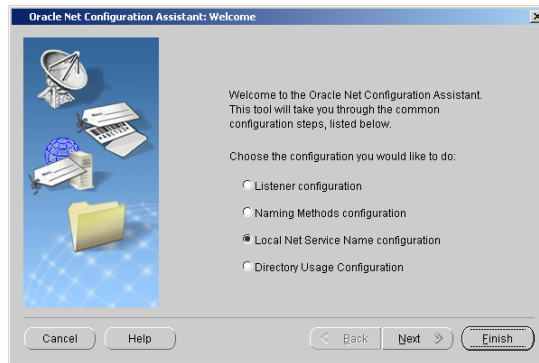 Oracle Net Configuration Assistant: Welcome
Welcome to the Oracle Net Configuration Assistant.
This tool will take you through the common
configuration steps, listed below.
Choose the configuration you would like to do:
Listener configuration
Naming Methods configuration
Local Net Service Name configuration
Directory Usage Configuration
Cancel
Help
Back
Next
Finish